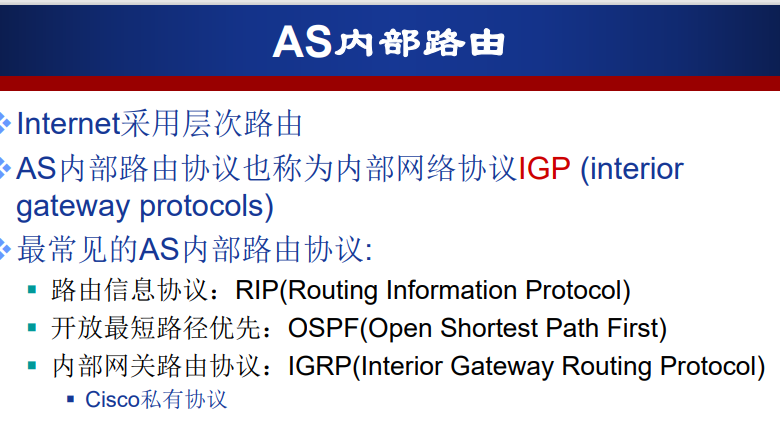 AS内部路由
Internet采用层次路由
AS内部路由协议也称为内部网络协议IGP (interior
gateway protocols)
最常见的AS内部路由协议:
路由信息协议：RIP(Routing Information Protocol)
开放最短路径优先：OSPF(Open Shortest Path First)
内部网关路由协议：IGRP(Interior Gateway Routing Protocol)
Cisco私有协议